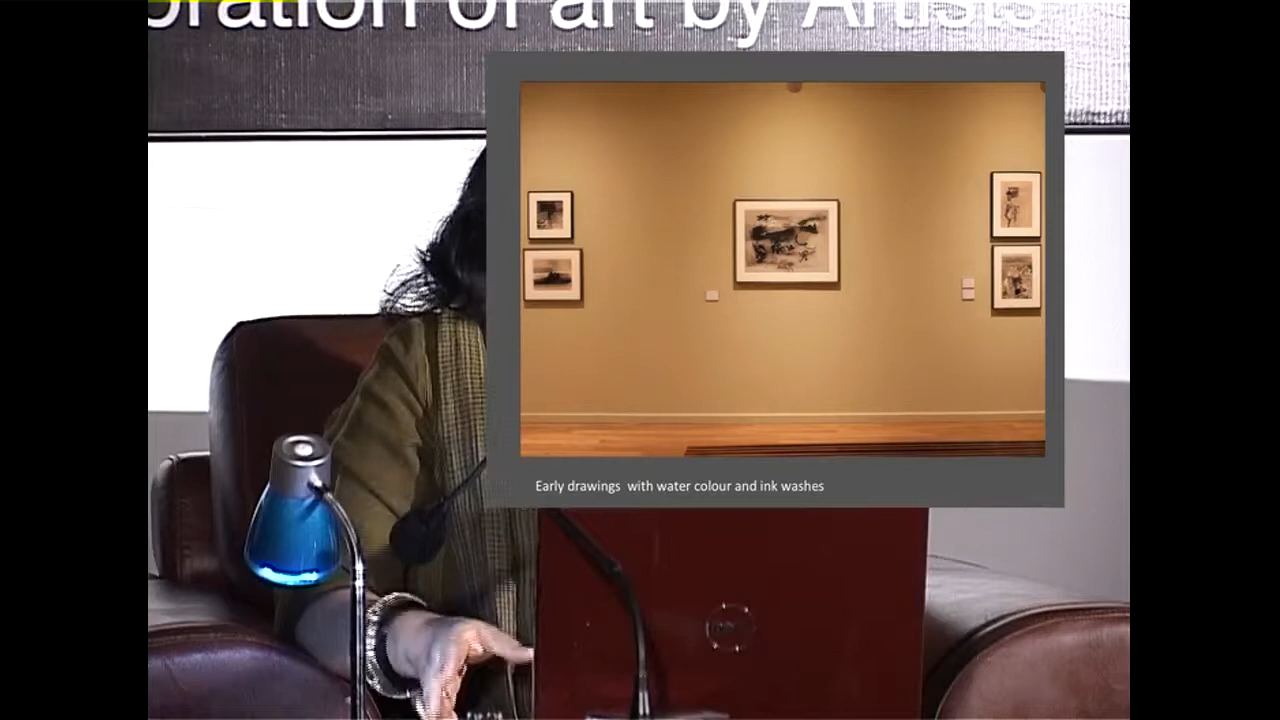 oration of art by Artists
Early drawings with water colour and ink washes